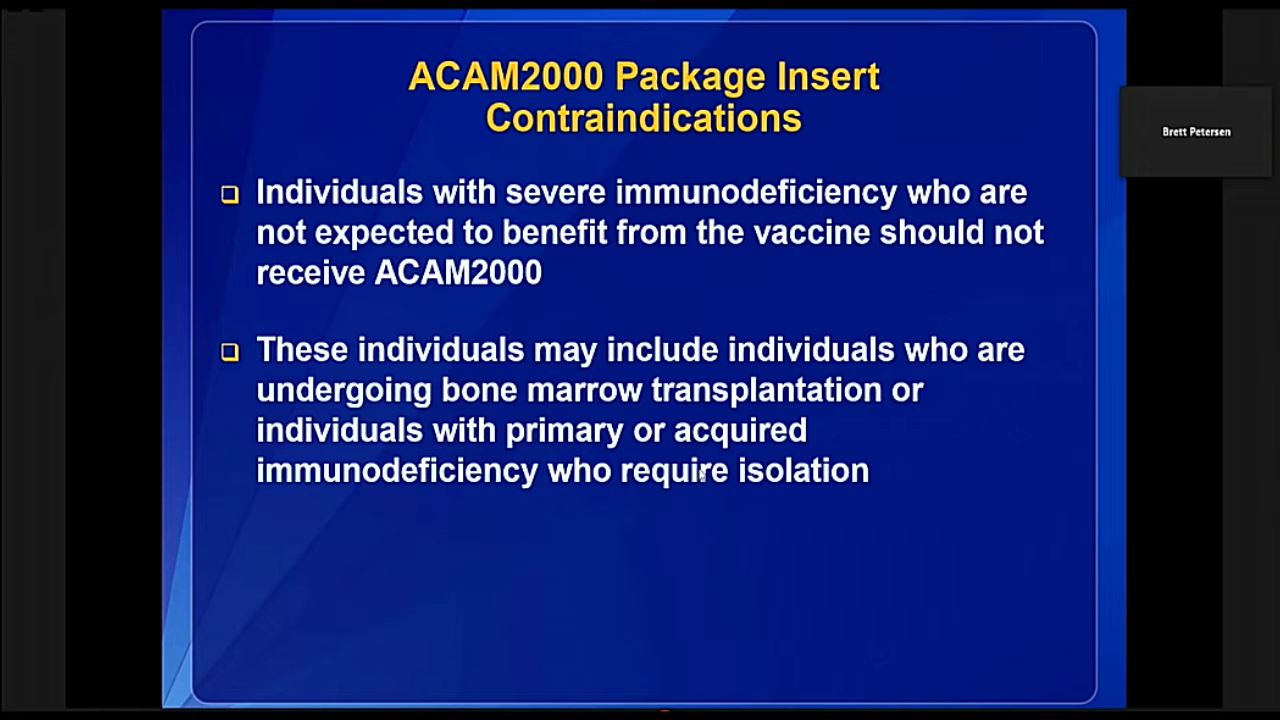 ACAM2000 Package Insert
Contraindications
Individuals with severe immunodeficiency who are
not expected to benefit from the vaccine should not
receive ACAM2000
These individuals may include individuals who are
undergoing bone marrow transplantation or
individuals with primary or acquired
immunodeficiency who require isolation
Brett Petersen